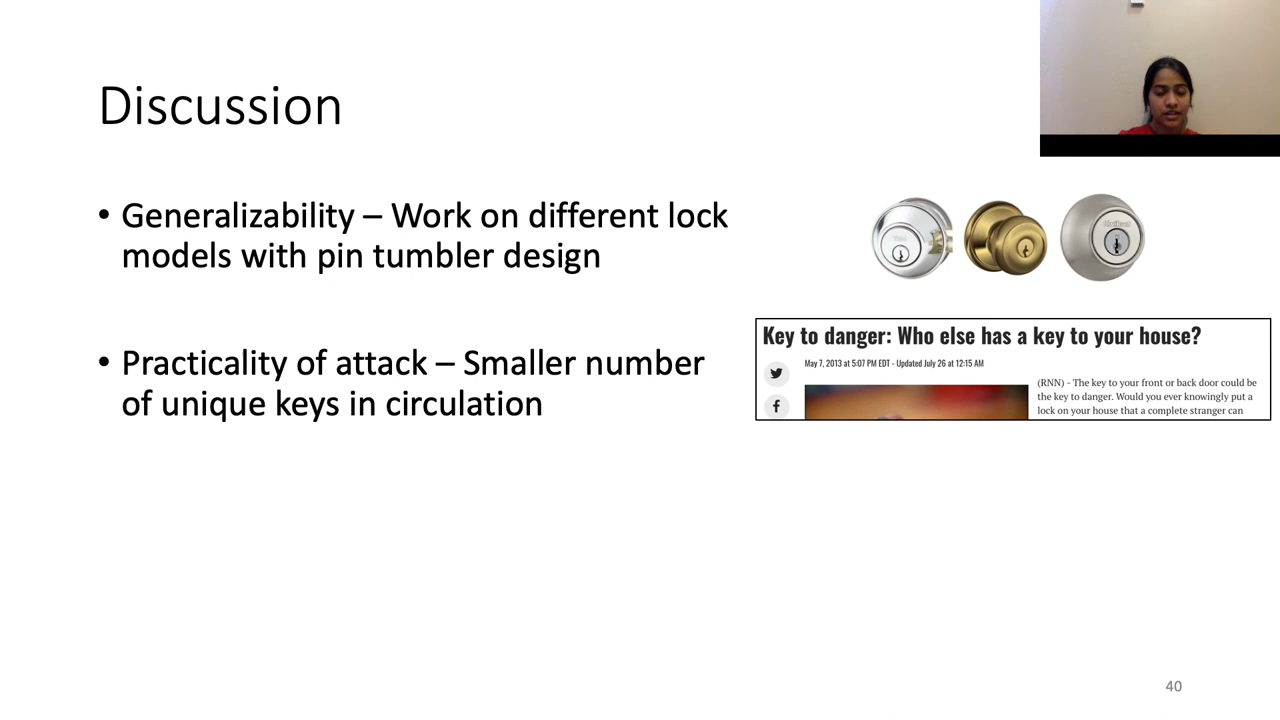 Discussion
• Generalizability – Work on different lock
models with pin tumbler design
• Practicality of attack – Smaller number
of unique keys in circulation
Key to danger: Who else has a key to your house?
May 7, 2013 at 5:07 PM EDT - Updated July 26 at 12:15 AM
(RNN) - The key to your front or back door could be
the key to danger. Would you ever knowingly put a
lock on your house that a complete stranger can
40